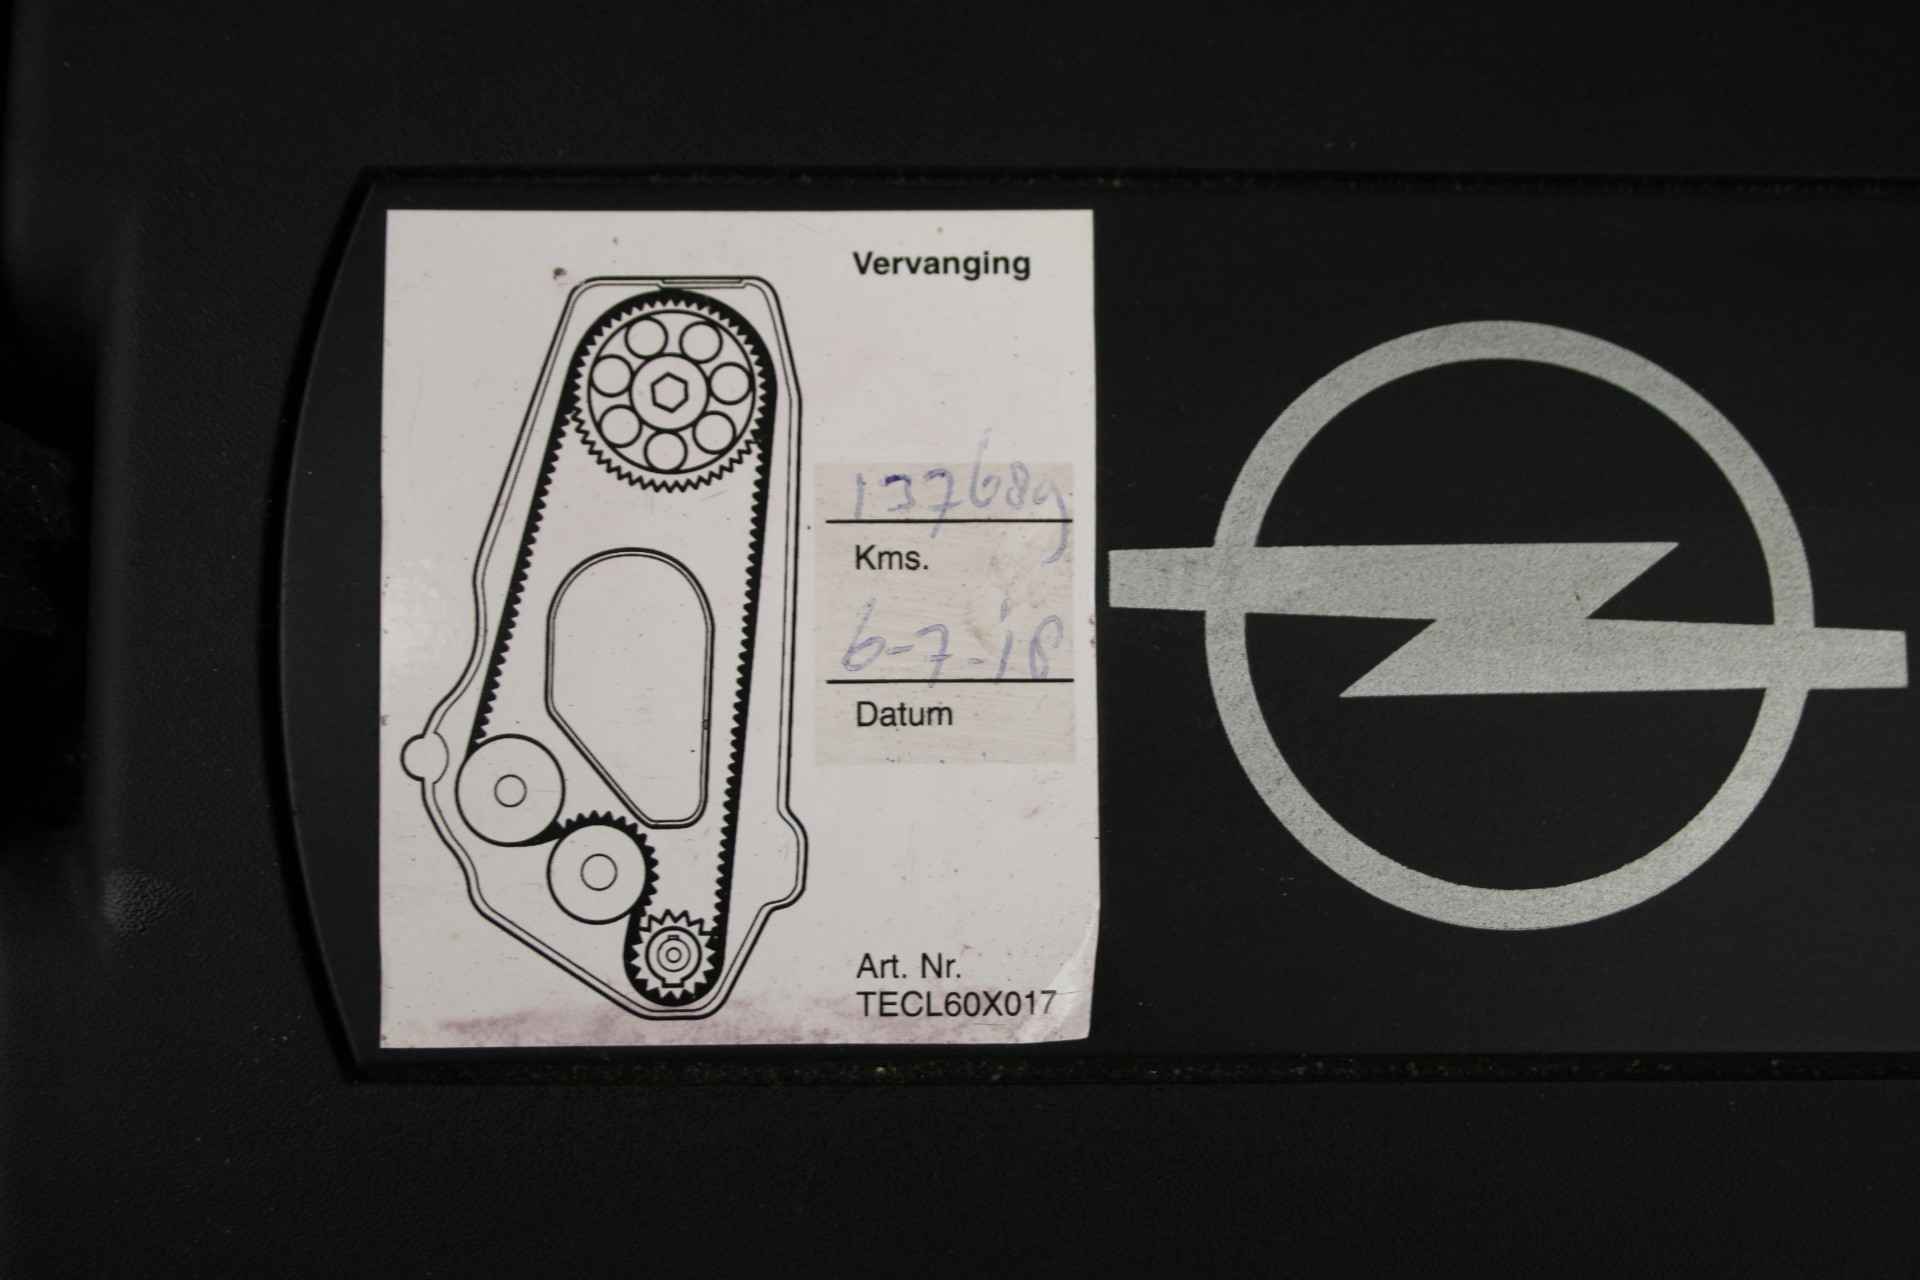 Vervanging
137689
Kms.
6-7-18
Datum
Art. Nr.
TECL60X017